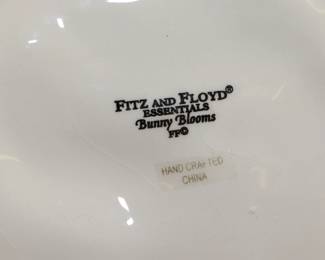 FITZ AND FLOYD®
ESSENTIALS
Bunny Blooms
FF©
HAND CRAFTED
CHINA